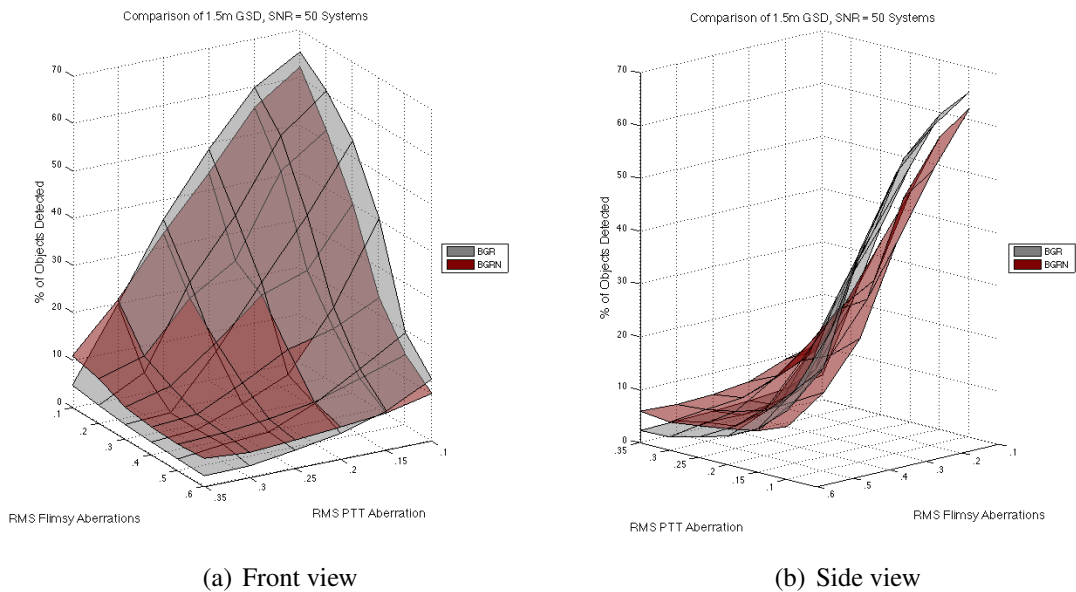 Comparison of 1.5m GSD, SNR = 50 Systems
70
60
50
40
30
20
10
0
% of Objects Detected
.1
.2
.3
.4
.5
.6
RMS Flimsy Aberrations
.35
.3
.25
.2
.15
.1
RMS PTT Aberration
BGR
BGRN
(a) Front view
Comparison of 1.5m GSD, SNR = 50 Systems
70
60
50
40
30
20
10
0
% of Objects Detected
.35
.3
.25
.2
.15
.1
RMS PTT Aberration
.6
.5
.4
.3
.2
.1
RMS Flimsy Aberrations
BGR
BGRN
(b) Side view